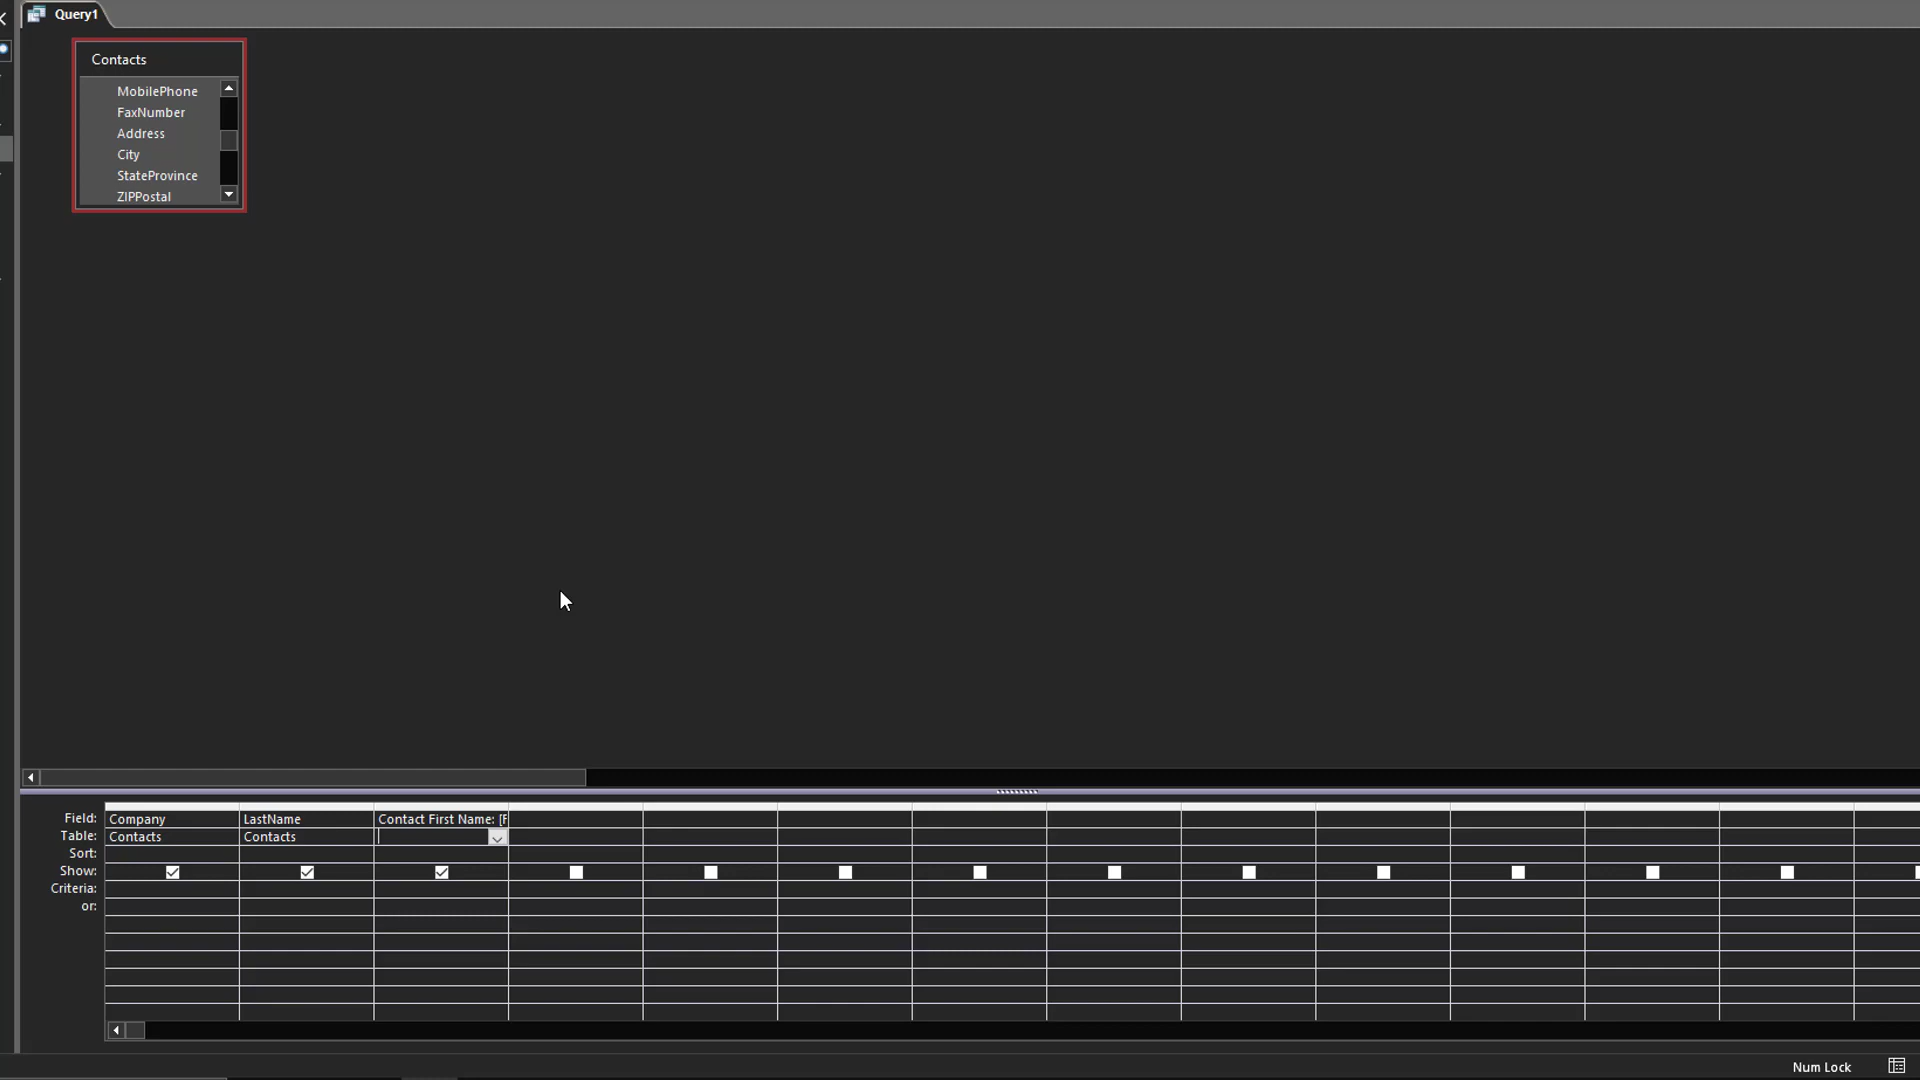 Query1
Contacts
MobilePhone
FaxNumber
Address
City
StateProvince
ZIPPostal
Field: Company LastName Contact First Name: [F
Table: Contacts Contacts
Sort:
Show:
Criteria:
or:
Num Lock